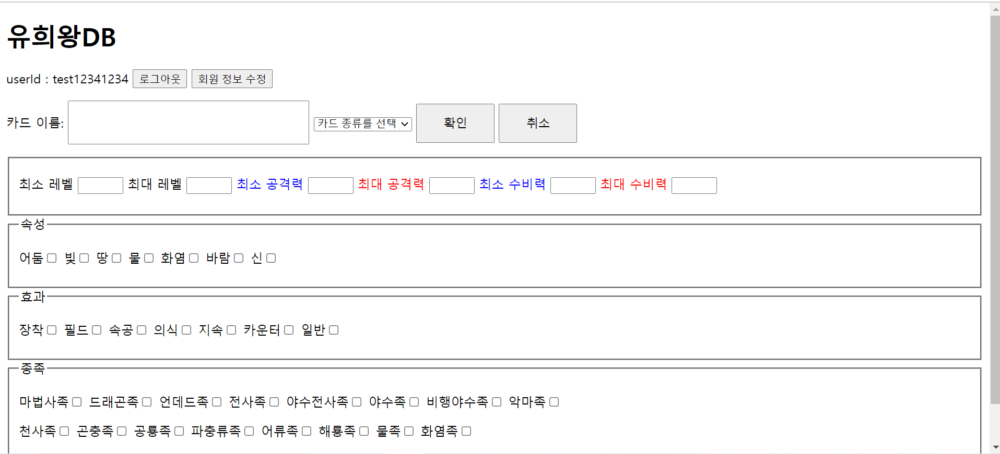 유희왕DB
userId : test12341234 로그아웃 회원 정보 수정
카드 이름: 카드 종류를 선택 확인 취소
최소 레벨 최대 레벨 최소 공격력 최대 공격력 최소 수비력 최대 수비력
속성
어둠 빛 땅 물 화염 바람 신
효과
장착 필드 속공 의식 지속 카운터 일반
종족
마법사족 드래곤족 언데드족 전사족 야수전사족 야수족 비행야수족 악마족
천사족 곤충족 공룡족 파충류족 어류족 해룡족 물족 화염족